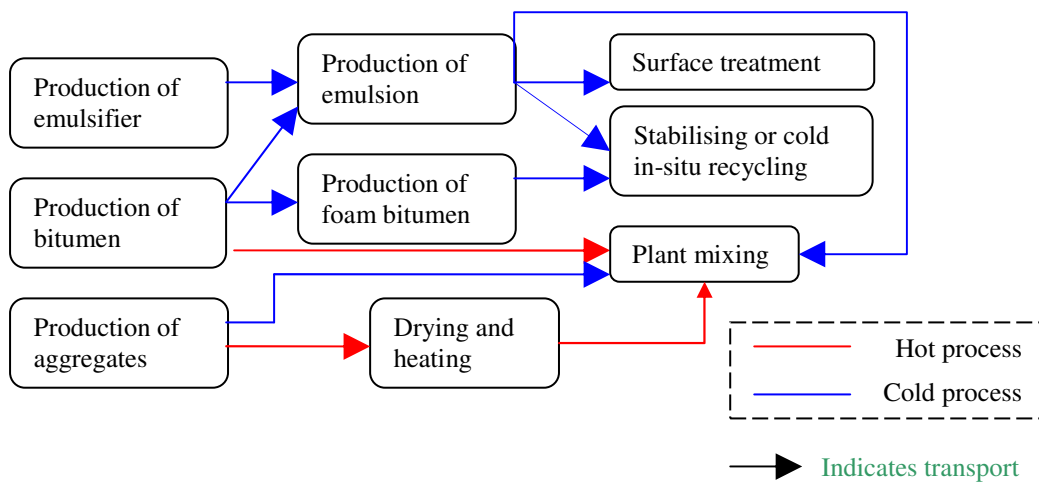 Production of
emulsifier
Production of
emulsion
Surface treatment
Stabilising or cold
in-situ recycling
Production of
bitumen
Production of
foam bitumen
Plant mixing
Production of
aggregates
Drying and
heating
Hot process
Cold process
Indicates transport